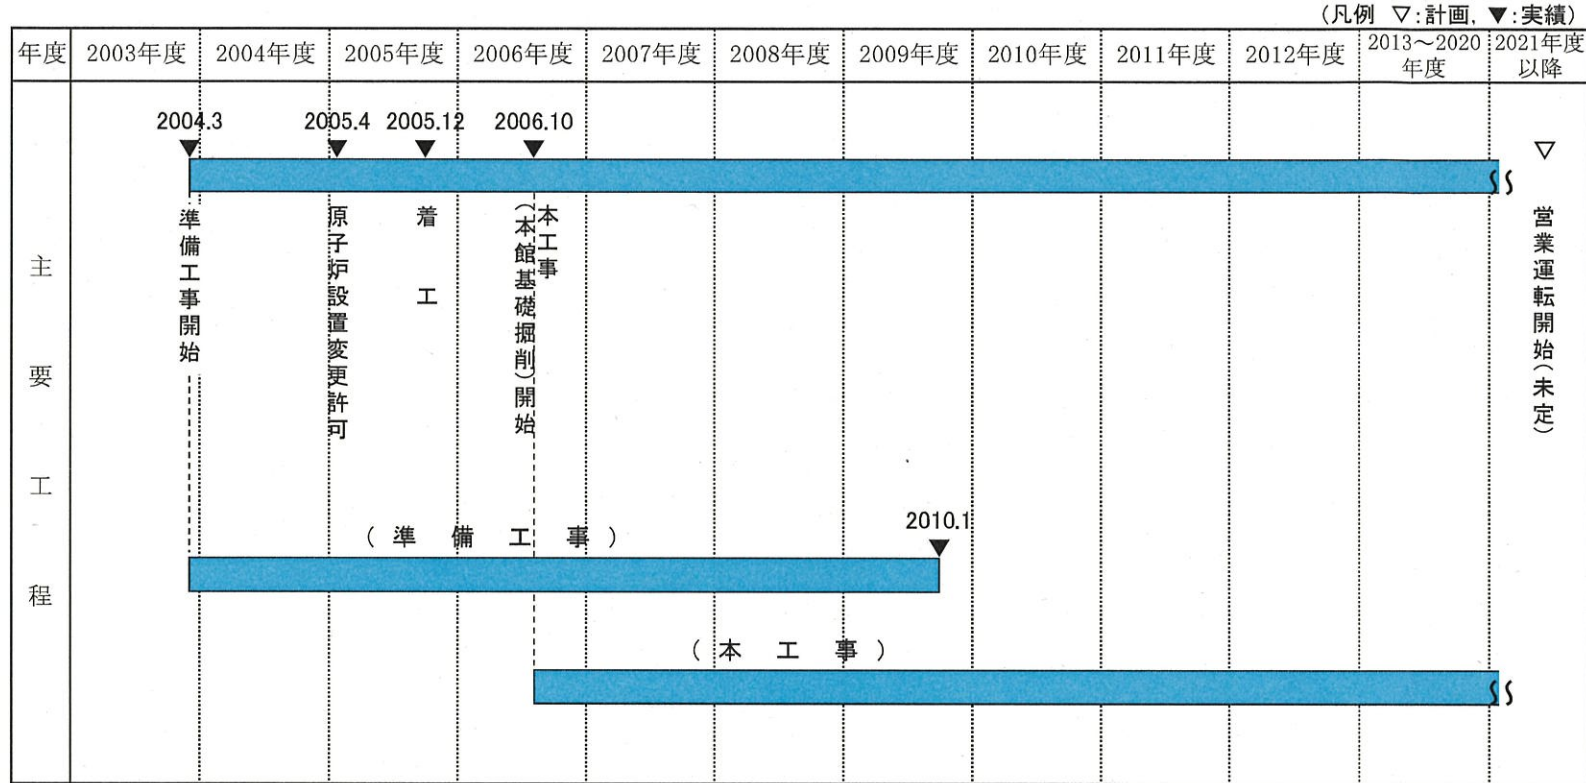 (凡例 ▽:計画, ▼:実績)
年度 2003年度 2004年度 2005年度 2006年度 2007年度 2008年度 2009年度 2010年度 2011年度 2012年度 2013～2020年度 2021年度以降
主要工程
2004.3 2005.4 2005.12 2006.10
準備工事開始
原子炉設置変更許可
着工
本工事
(本館基礎掘削)開始
営業運転開始(未定)
(準備工事)
2010.1
(本工事)